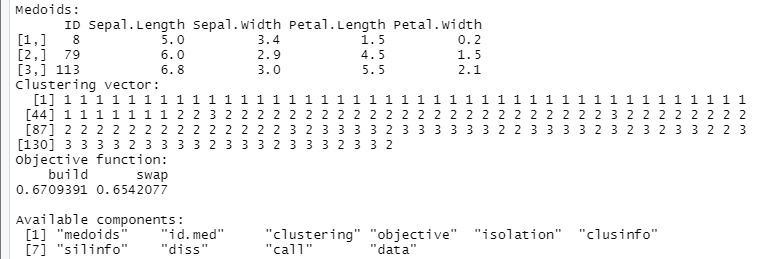 Medoids:
ID Sepal.Length Sepal.Width Petal.Length Petal.Width
[1,] 8 5.0 3.4 1.5 0.2
[2,] 79 6.0 2.9 4.5 1.5
[3,] 113 6.8 3.0 5.5 2.1
Clustering vector:
[1] 1 1 1 1 1 1 1 1 1 1 1 1 1 1 1 1 1 1 1 1 1 1 1 1 1 1 1 1 1 1 1 1 1 1 1 1 1 1 1 1 1 1 1
[44] 1 1 1 1 1 1 1 2 2 3 2 2 2 2 2 2 2 2 2 2 2 2 2 2 2 2 2 2 2 2 2 2 2 2 3 2 2 2 2 2 2 2 2
[87] 2 2 2 2 2 2 2 2 2 2 2 2 2 2 3 2 3 3 3 3 2 3 3 3 3 3 3 2 2 3 3 3 3 2 3 2 3 2 3 3 2 2 3
[130] 3 3 3 3 2 3 3 3 3 2 3 3 3 2 3 3 3 2 3 3 2
Objective function:
build swap
0.6709391 0.6542077
Available components:
[1] "medoids" "id.med" "clustering" "objective" "isolation" "clusinfo"
[7] "silinfo" "diss" "call" "data"